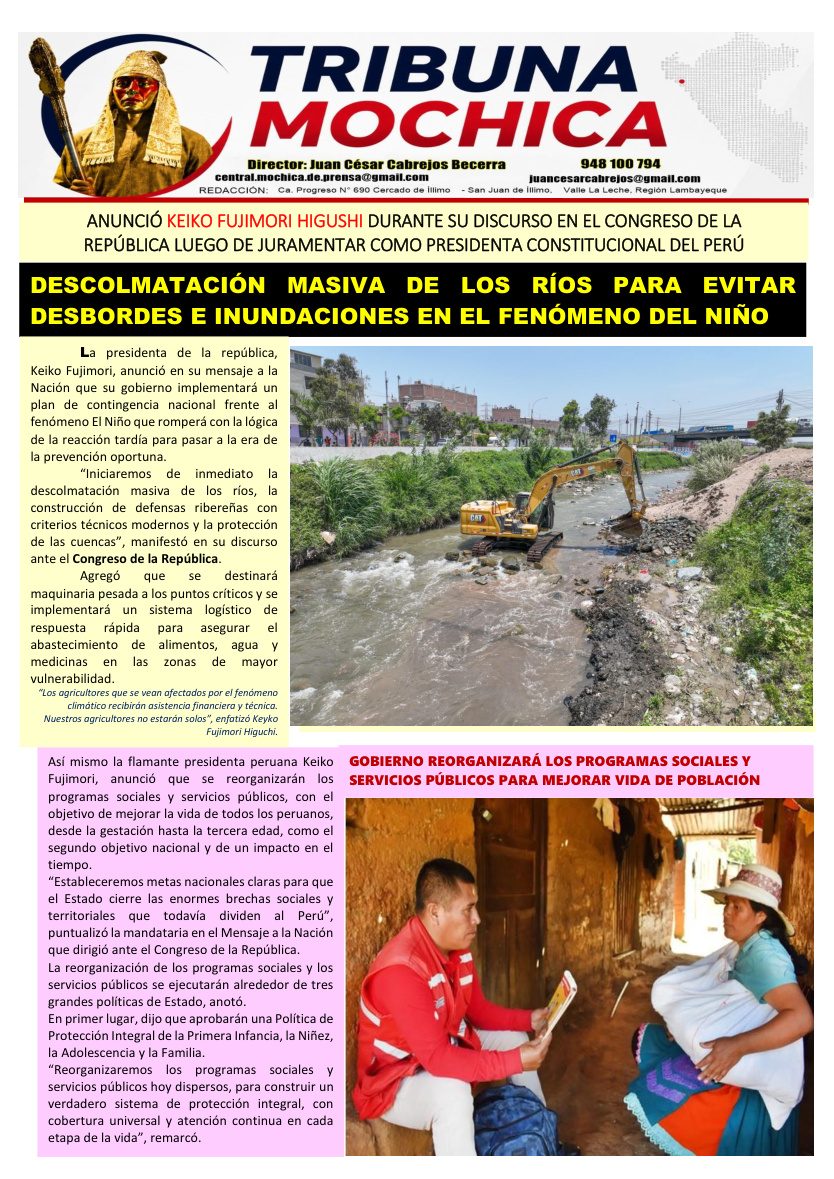 TRIBUNA
MOCHICA
Director: Juan César Cabrejos Becerra
948 100 794
central.mochica.de.prensa@gmail.com
juancesarcabrejos@gmail.com
REDACCIÓN: Ca. Progreso N° 690 Cercado de Íllimo - San Juan de Illimo. Valle La Leche, Región Lambayeque
ANUNCIÓ KEIKO FUJIMORI HIGUSHI DURANTE SU DISCURSO EN EL CONGRESO DE LA
REPÚBLICA LUEGO DE JURAMENTAR COMO PRESIDENTA CONSTITUCIONAL DEL PERÚ
DESCOLMATACIÓN MASIVA DE LOS RÍOS PARA EVITAR
DESBORDES E INUNDACIONES EN EL FENÓMENO DEL NIÑO
La presidenta de la república,
Keiko Fujimori, anunció en su mensaje a la
Nación que su gobierno implementará un
plan de contingencia nacional frente al
fenómeno El Niño que romperá con la lógica
de la reacción tardía para pasar a la era de
la prevención oportuna.
“Iniciaremos de inmediato la
descolmatación masiva de los ríos, la
construcción de defensas ribereñas con
criterios técnicos modernos y la protección
de las cuencas”, manifestó en su discurso
ante el Congreso de la República.
Agregó que se destinará
maquinaria pesada a los puntos críticos y se
implementará un sistema logístico de
respuesta rápida para asegurar el
abastecimiento de alimentos, agua y
medicinas en las zonas de mayor
vulnerabilidad.
“Los agricultores que se vean afectados por el fenómeno
climático recibirán asistencia financiera y técnica.
Nuestros agricultores no estarán solos”, enfatizó Keyko
Fujimori Higuchi.
CAT
CAT
Así mismo la flamante presidenta peruana Keiko
Fujimori, anunció que se reorganizarán los
programas sociales y servicios públicos, con el
objetivo de mejorar la vida de todos los peruanos,
desde la gestación hasta la tercera edad, como el
segundo objetivo nacional y de un impacto en el
tiempo.
“Estableceremos metas nacionales claras para que
el Estado cierre las enormes brechas sociales y
territoriales que todavía dividen al Perú”,
puntualizó la mandataria en el Mensaje a la Nación
que dirigió ante el Congreso de la República.
La reorganización de los programas sociales y los
servicios públicos se ejecutarán alrededor de tres
grandes políticas de Estado, anotó.
En primer lugar, dijo que aprobarán una Política de
Protección Integral de la Primera Infancia, la Niñez,
la Adolescencia y la Familia.
“Reorganizaremos los programas sociales y
servicios públicos hoy dispersos, para construir un
verdadero sistema de protección integral, con
cobertura universal y atención continua en cada
etapa de la vida”, remarcó.
GOBIERNO REORGANIZARÁ LOS PROGRAMAS SOCIALES Y
SERVICIOS PÚBLICOS PARA MEJORAR VIDA DE POBLACIÓN